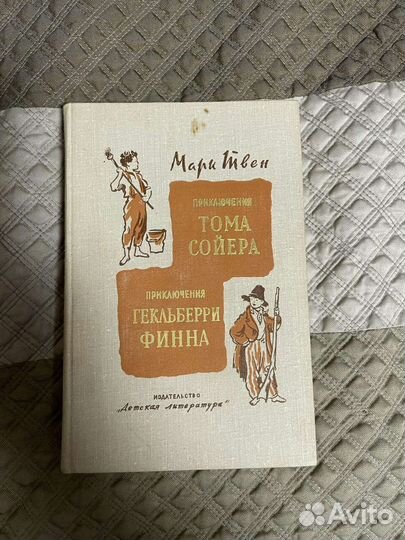 Марк Твен
ПРИКЛЮЧЕНИЯ
ТОМА
СОЙЕРА
ПРИКЛЮЧЕНИЯ
ГЕКЛЬБЕРРИ
ФИННА
ИЗДАТЕЛЬСТВО
„Детская литература"
Avito